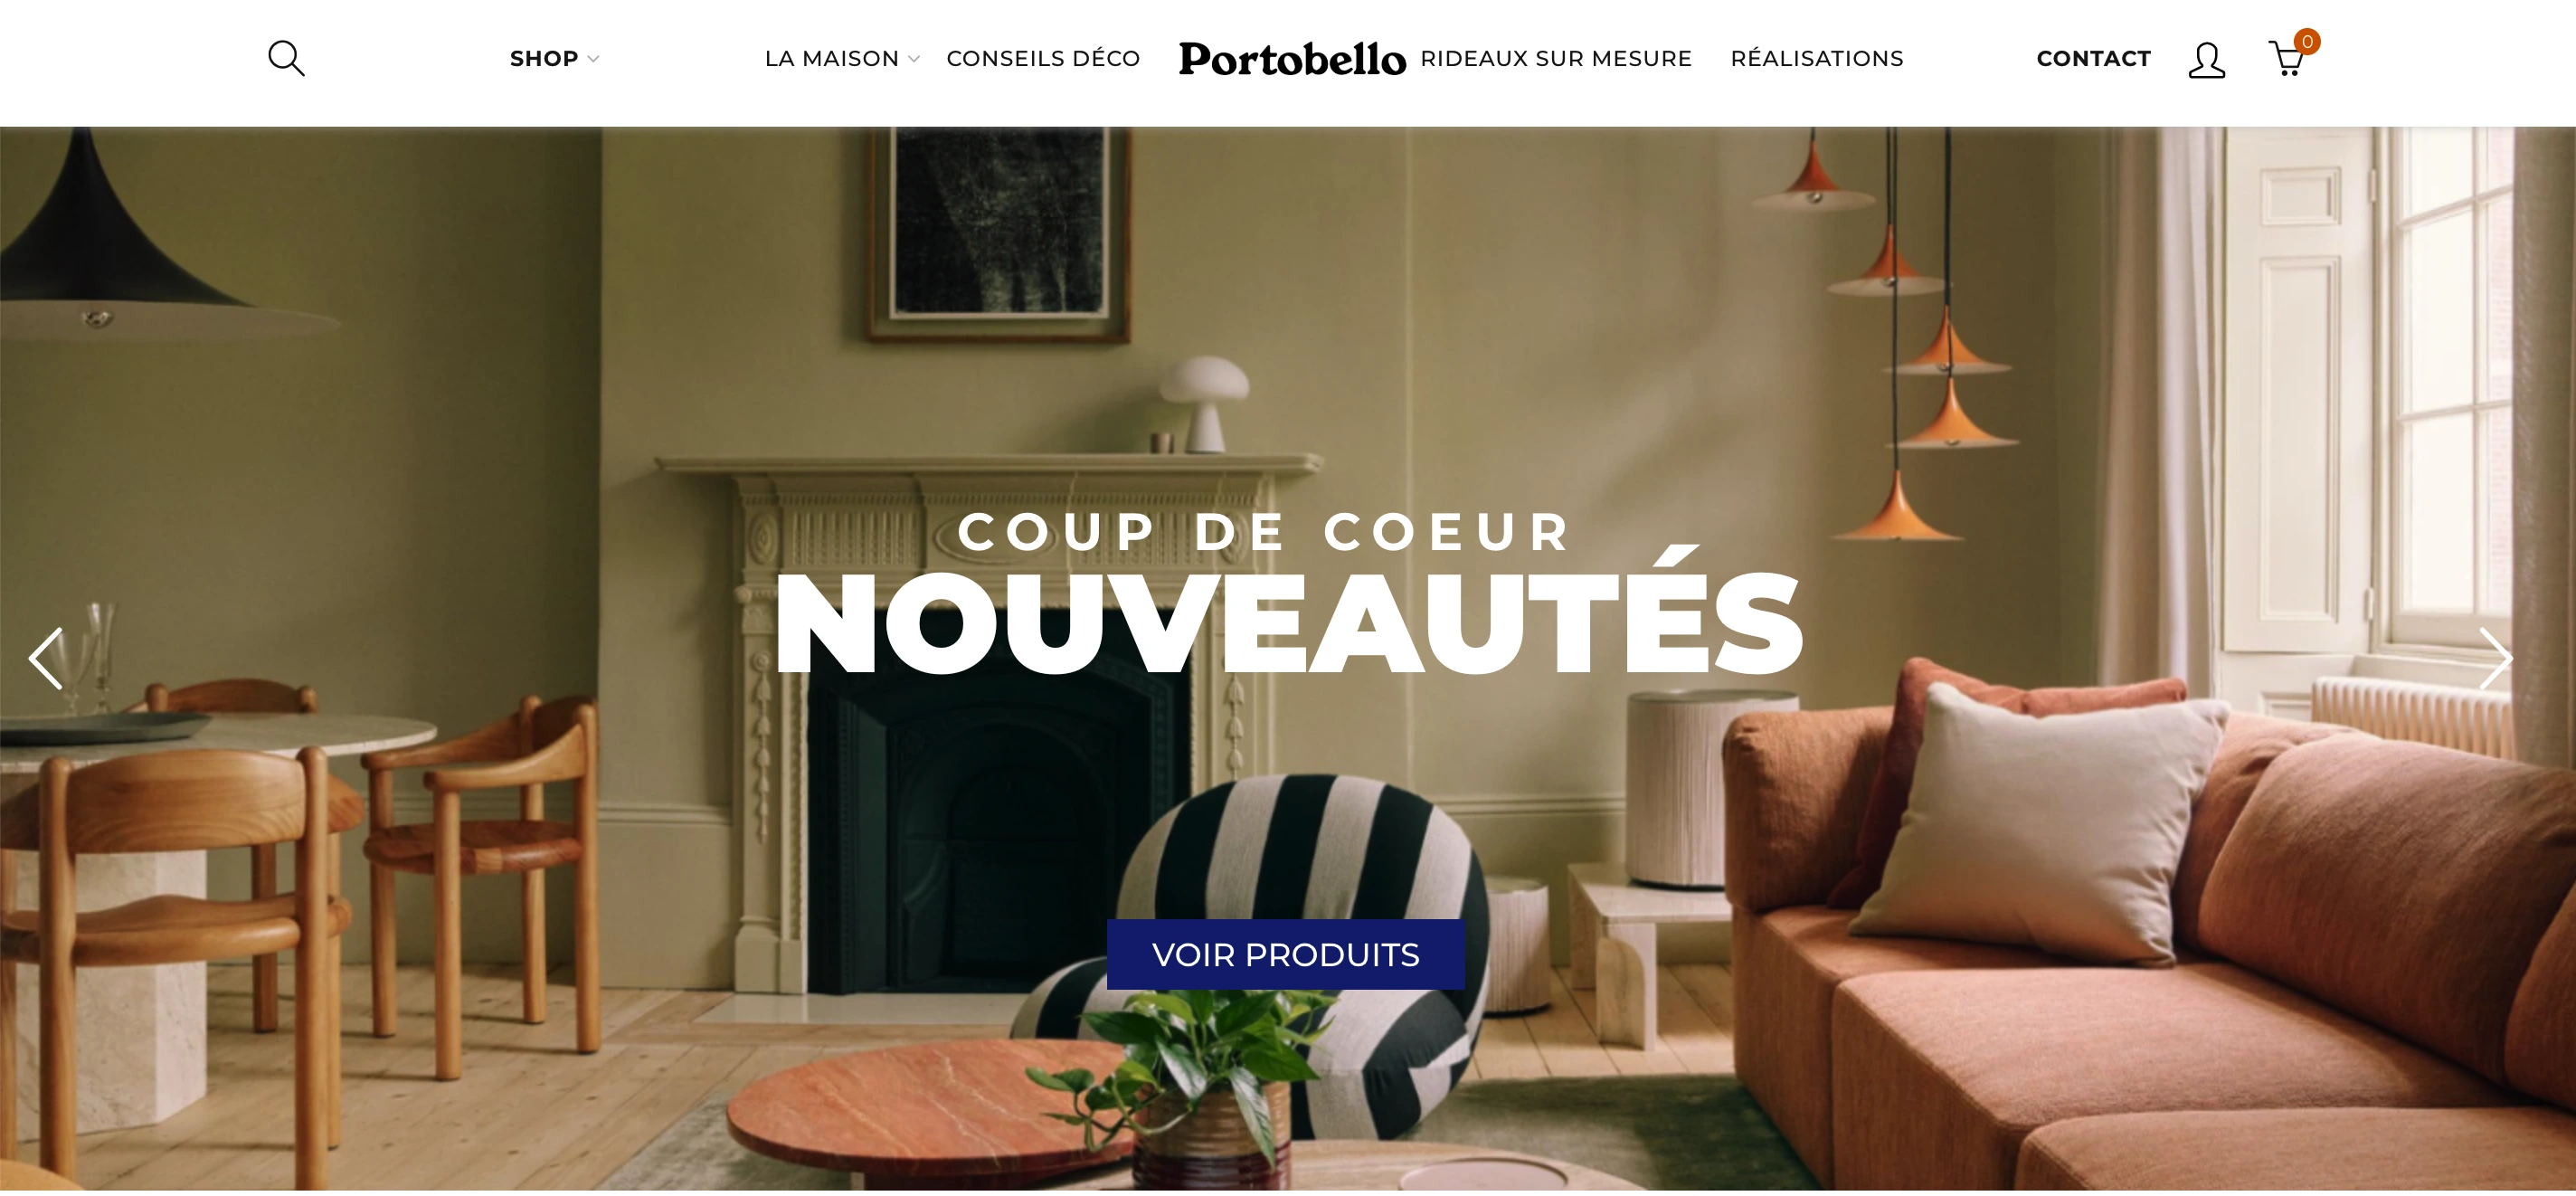 SHOP
LA MAISON
CONSEILS DÉCO
Portobello
RIDEAUX SUR MESURE
RÉALISATIONS
CONTACT
0
COUP DE COEUR
NOUVEAUTÉS
VOIR PRODUITS